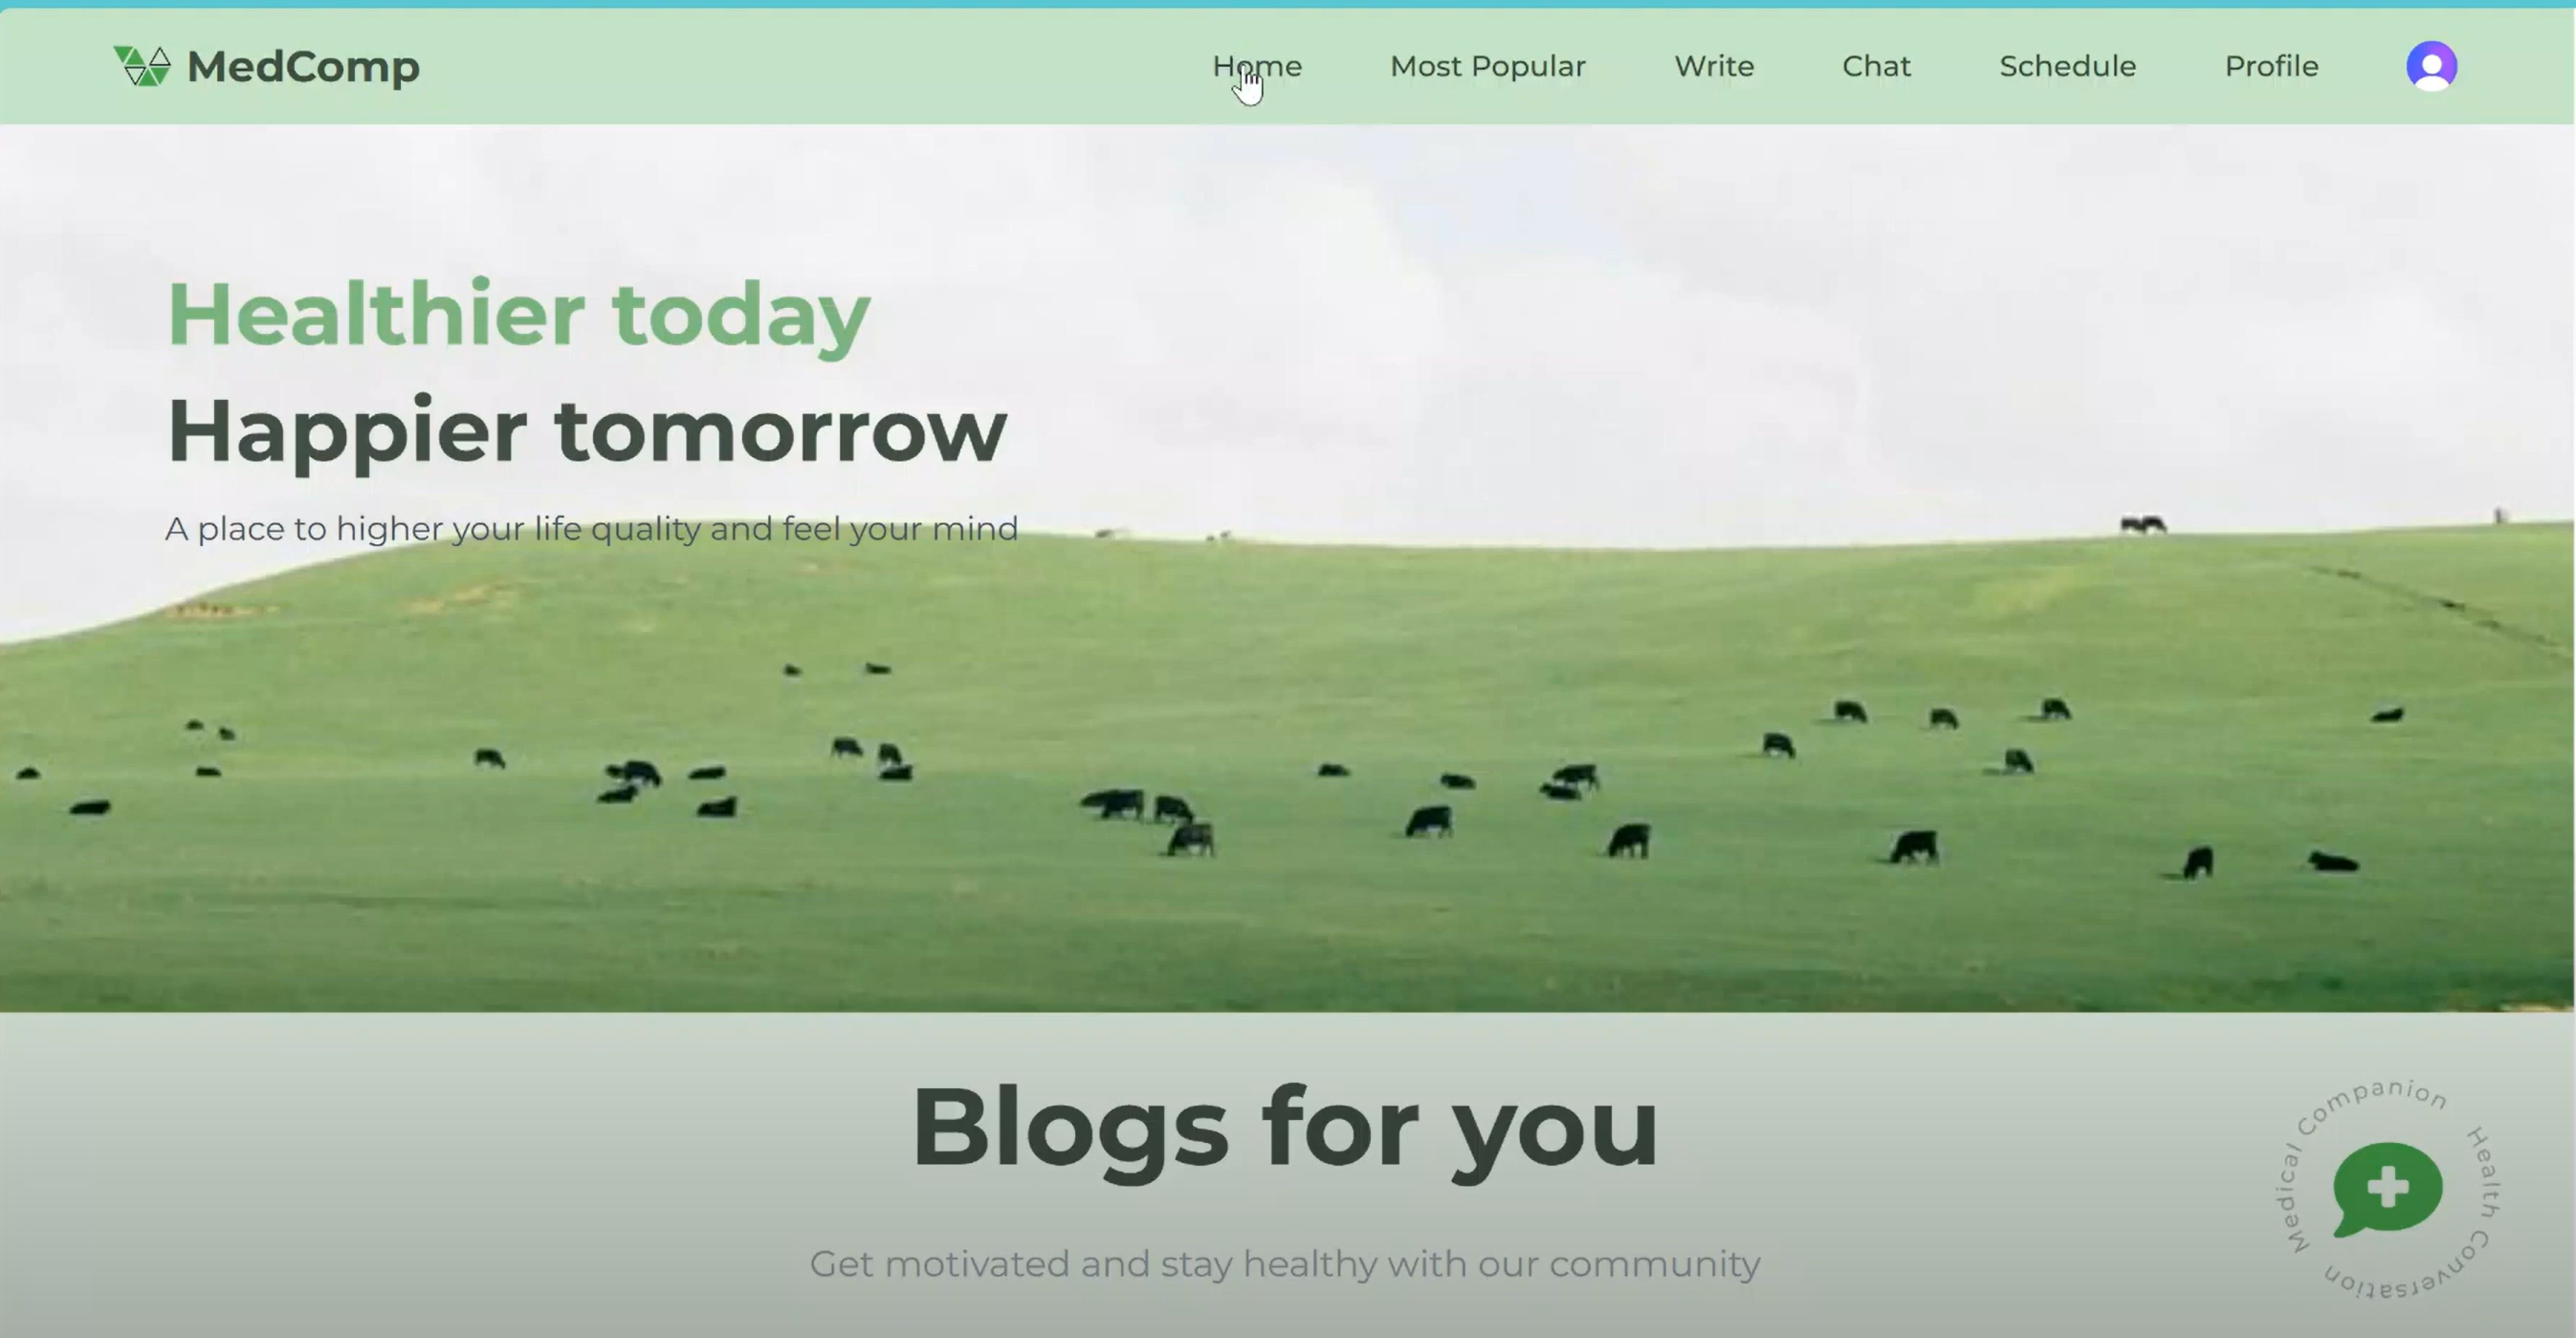 MedComp
Home
Most Popular
Write
Chat
Schedule
Profile
Healthier today
Happier tomorrow
A place to higher your life quality and feel your mind
Blogs for you
Get motivated and stay healthy with our community
Medical Companion
Health Conversation